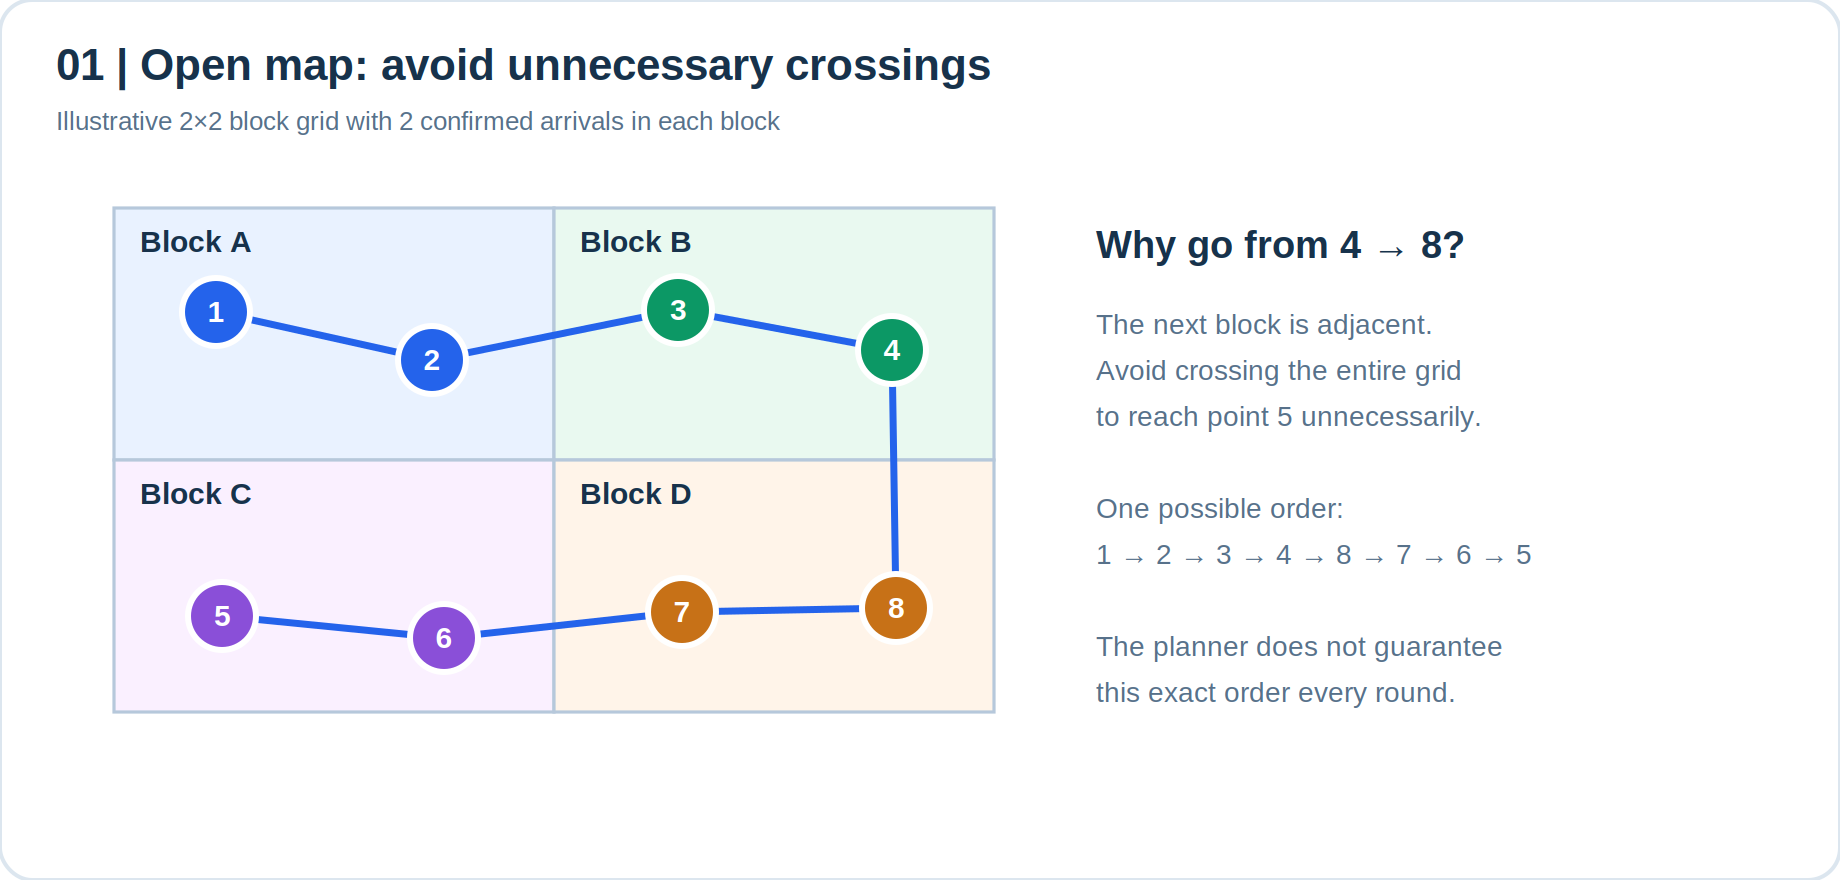 01 | Open map: avoid unnecessary crossings
Illustrative 2×2 block grid with 2 confirmed arrivals in each block
Block A
Block B
1
2
3
4
Block C
Block D
5
6
7
8
Why go from 4 → 8?
The next block is adjacent.
Avoid crossing the entire grid
to reach point 5 unnecessarily.
One possible order:
1 → 2 → 3 → 4 → 8 → 7 → 6 → 5
The planner does not guarantee
this exact order every round.